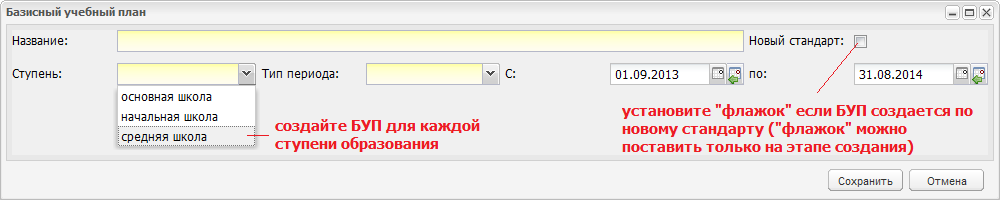 Базисный учебный план
Название: Новый стандарт:
Ступень: Тип периода: С: 01.09.2013 по: 31.08.2014
основная школа
начальная школа
средняя школа
создайте БУП для каждой
ступени образования
установите "флажок" если БУП создается по
новому стандарту ("флажок" можно
поставить только на этапе создания)
Сохранить Отмена